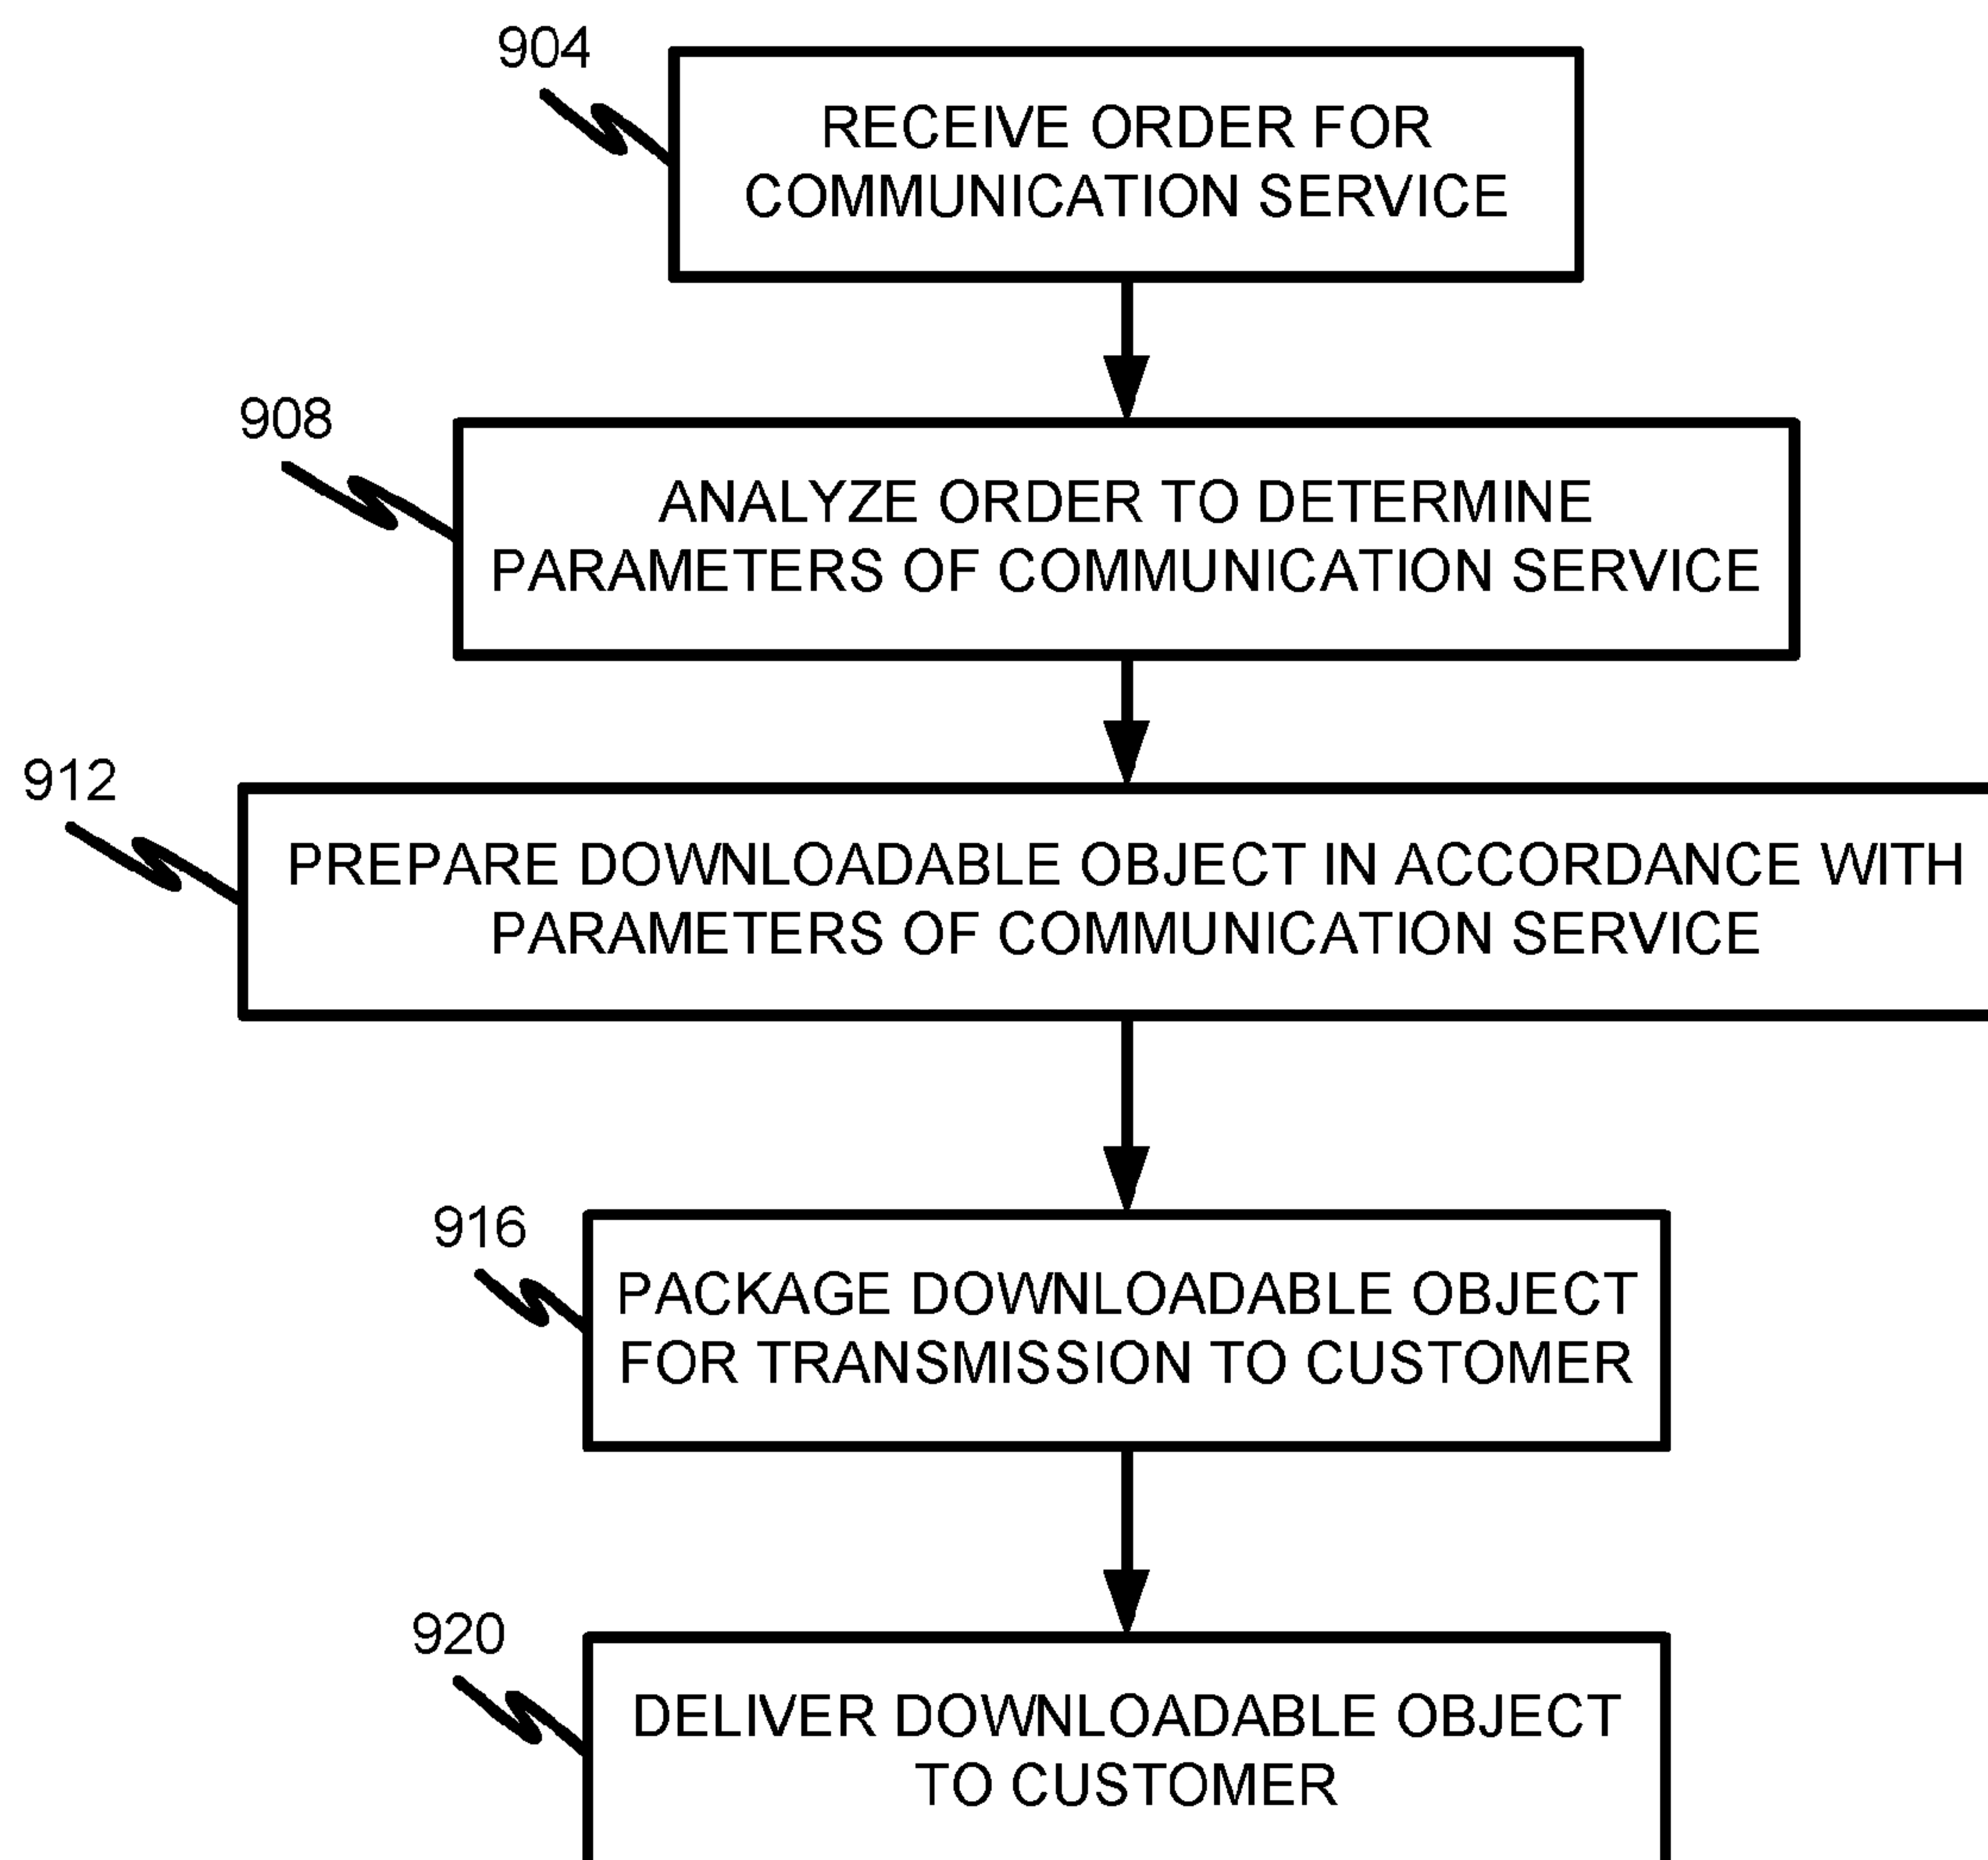 904
RECEIVE ORDER FOR
COMMUNICATION SERVICE
908
ANALYZE ORDER TO DETERMINE
PARAMETERS OF COMMUNICATION SERVICE
912
PREPARE DOWNLOADABLE OBJECT IN ACCORDANCE WITH
PARAMETERS OF COMMUNICATION SERVICE
916
PACKAGE DOWNLOADABLE OBJECT
FOR TRANSMISSION TO CUSTOMER
920
DELIVER DOWNLOADABLE OBJECT
TO CUSTOMER